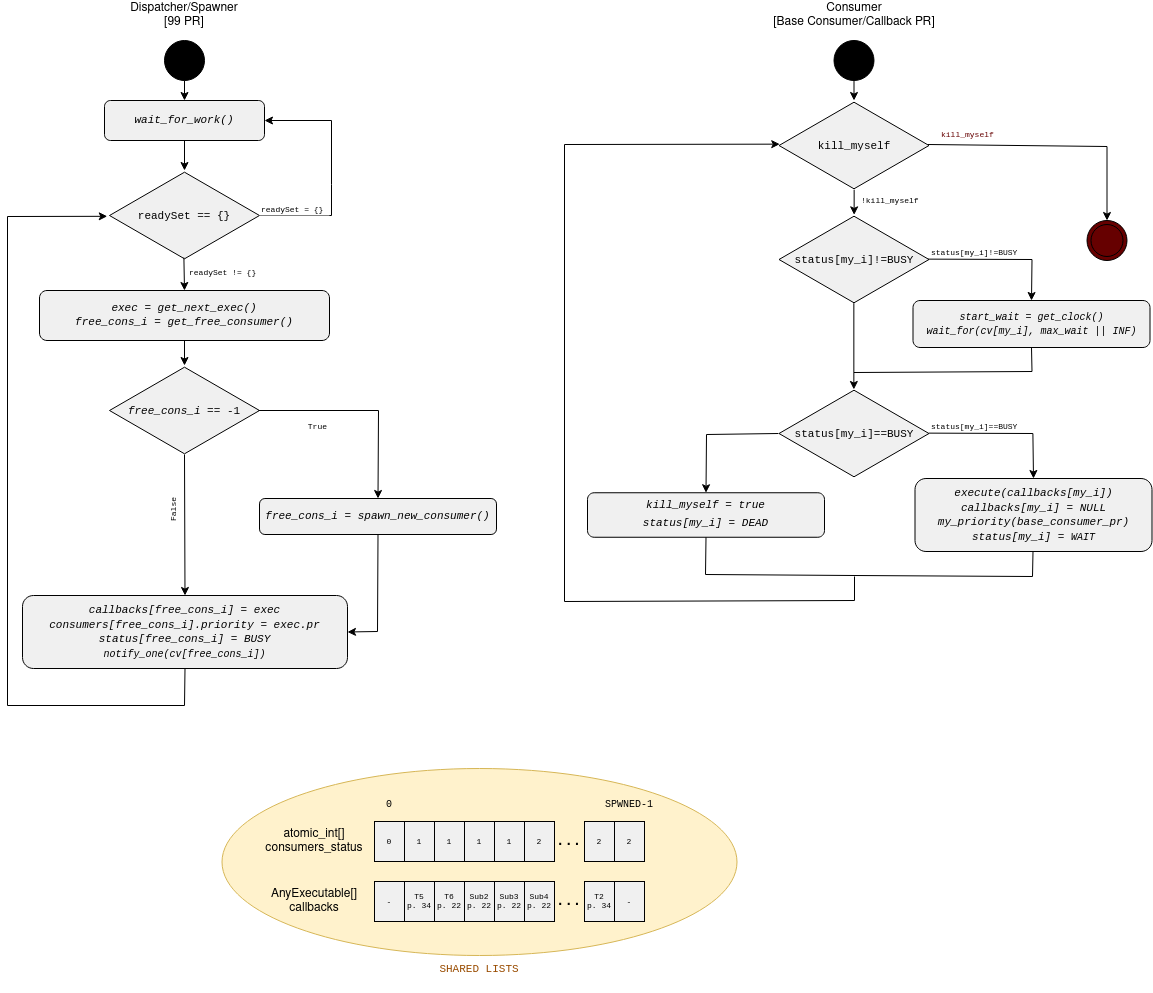 Dispatcher/Spawner
[99 PR]
wait_for_work()
readySet == {}
readySet = {}
readySet != {}
exec = get_next_exec()
free_cons_i = get_free_consumer()
free_cons_i == -1
True
False
free_cons_i = spawn_new_consumer()
callbacks[free_cons_i] = exec
consumers[free_cons_i].priority = exec.pr
status[free_cons_i] = BUSY
notify_one(cv[free_cons_i])
Consumer
[Base Consumer/Callback PR]
kill_myself
kill_myself
!kill_myself
status[my_i]!=BUSY
status[my_i]!=BUSY
start_wait = get_clock()
wait_for(cv[my_i], max_wait || INF)
status[my_i]==BUSY
status[my_i]==BUSY
kill_myself = true
status[my_i] = DEAD
execute(callbacks[my_i])
callbacks[my_i] = NULL
my_priority(base_consumer_pr)
status[my_i] = WAIT
0 SPWNED-1
atomic_int[]
consumers_status
0 1 1 1 1 2 ... 2 2
AnyExecutable[]
callbacks
- T5 T6 Sub2 Sub3 Sub4 ... T2 -
p. 34 p. 22 p. 22 p. 22 p. 22 p. 34
SHARED LISTS